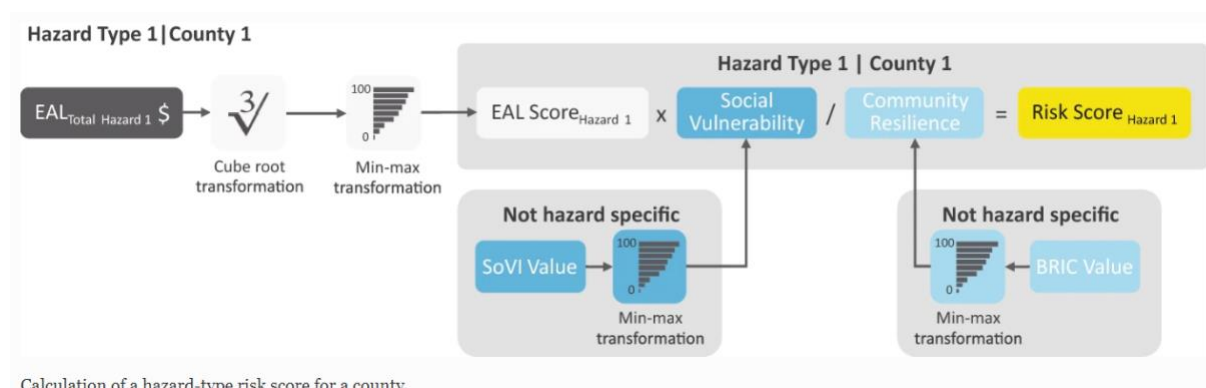 Hazard Type 1|County 1
Hazard Type 1 | County 1
EAL Total Hazard 1 $
3√
100
0
EAL Score Hazard 1
x
Social
Vulnerability
/
Community
Resilience
=
Risk Score Hazard 1
Cube root
transformation
Min-max
transformation
Not hazard specific
SoVI Value
100
0
Min-max
transformation
Not hazard specific
100
0
BRIC Value
Min-max
transformation
Calculation of a hazard-type risk score for a county